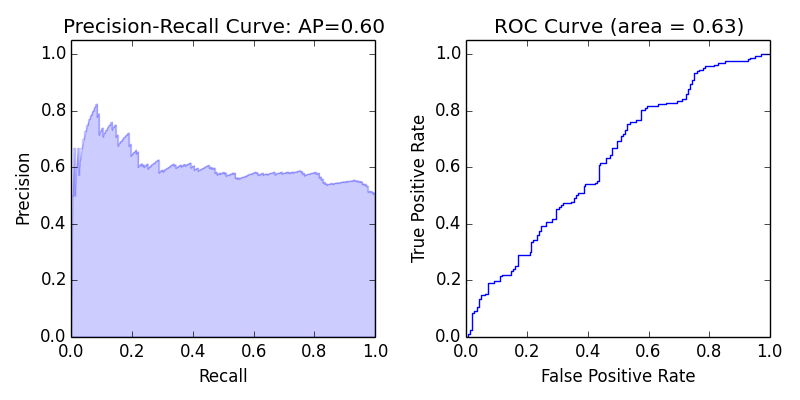 Precision-Recall Curve: AP=0.60
1.0
0.8
0.6
0.4
0.2
0.0
Precision
0.0 0.2 0.4 0.6 0.8 1.0
Recall
ROC Curve (area = 0.63)
1.0
0.8
0.6
0.4
0.2
0.0
True Positive Rate
0.0 0.2 0.4 0.6 0.8 1.0
False Positive Rate